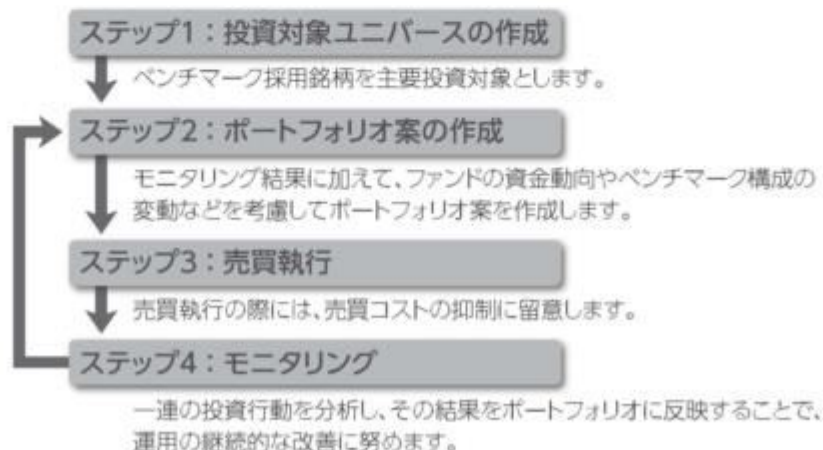 ステップ1：投資対象ユニバースの作成
ベンチマーク採用銘柄を主要投資対象とします。
ステップ2：ポートフォリオ案の作成
モニタリング結果に加えて、ファンドの資金動向やベンチマーク構成の
変動などを考慮してポートフォリオ案を作成します。
ステップ3：売買執行
売買執行の際には、売買コストの抑制に留意します。
ステップ4：モニタリング
一連の投資行動を分析し、その結果をポートフォリオに反映することで、
運用の継続的な改善に努めます。